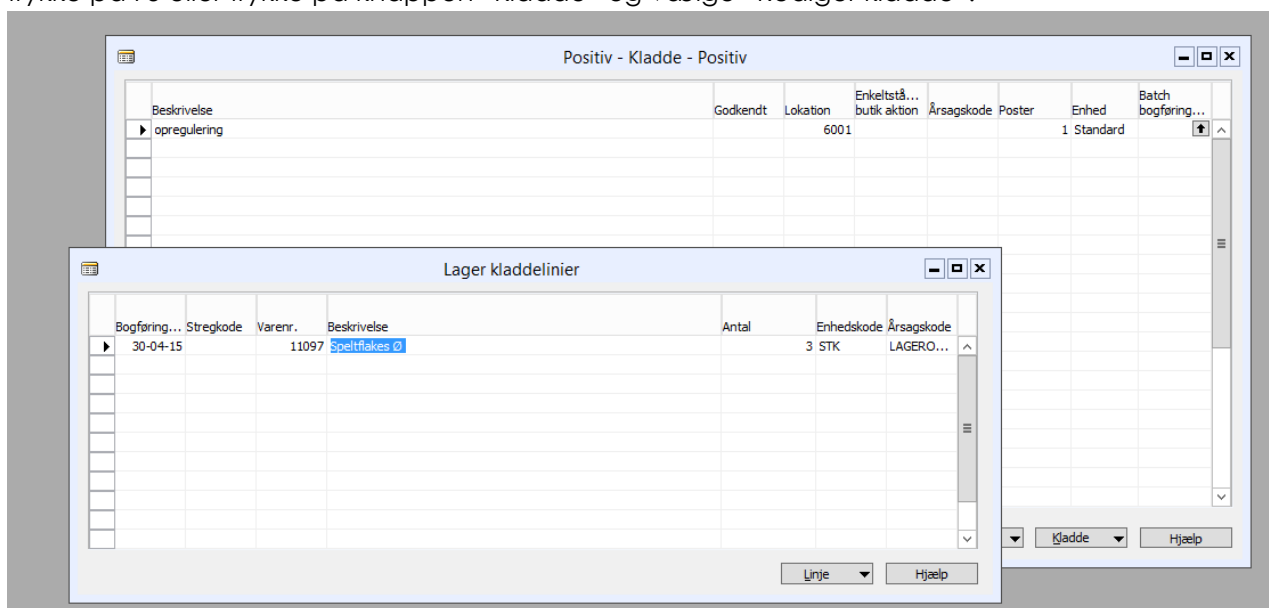 Positiv - Kladde - Positiv
Beskrivelse Godkendt Lokation Enkeltstå... butik aktion Årsagskode Poster Enhed Batch bogføring...
opregulering 6001 1 Standard
Lager kladdelinier
Bogføring... Stregkode Varenr. Beskrivelse Antal Enhedskode Årsagskode
30-04-15 11097 Speltflakes Ø 3 STK LAGERO...
Kladde Hjælp
Linje Hjælp